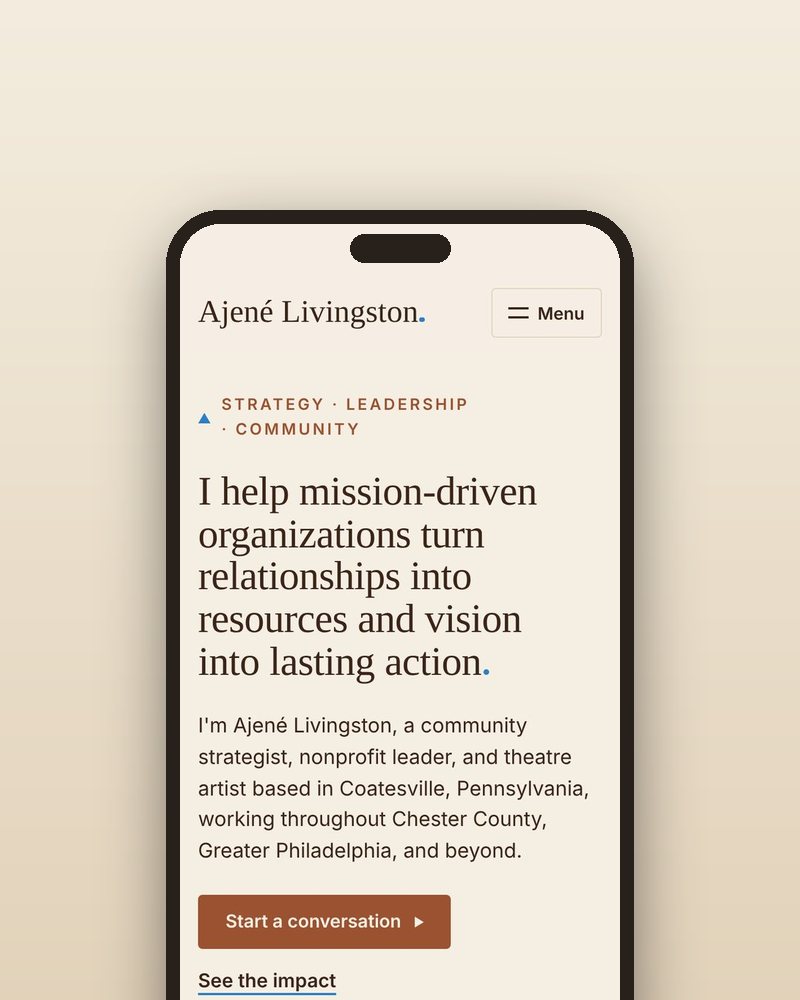 Ajené Livingston.
Menu
STRATEGY · LEADERSHIP
· COMMUNITY
I help mission-driven
organizations turn
relationships into
resources and vision
into lasting action.
I'm Ajené Livingston, a community
strategist, nonprofit leader, and theatre
artist based in Coatesville, Pennsylvania,
working throughout Chester County,
Greater Philadelphia, and beyond.
Start a conversation
See the impact